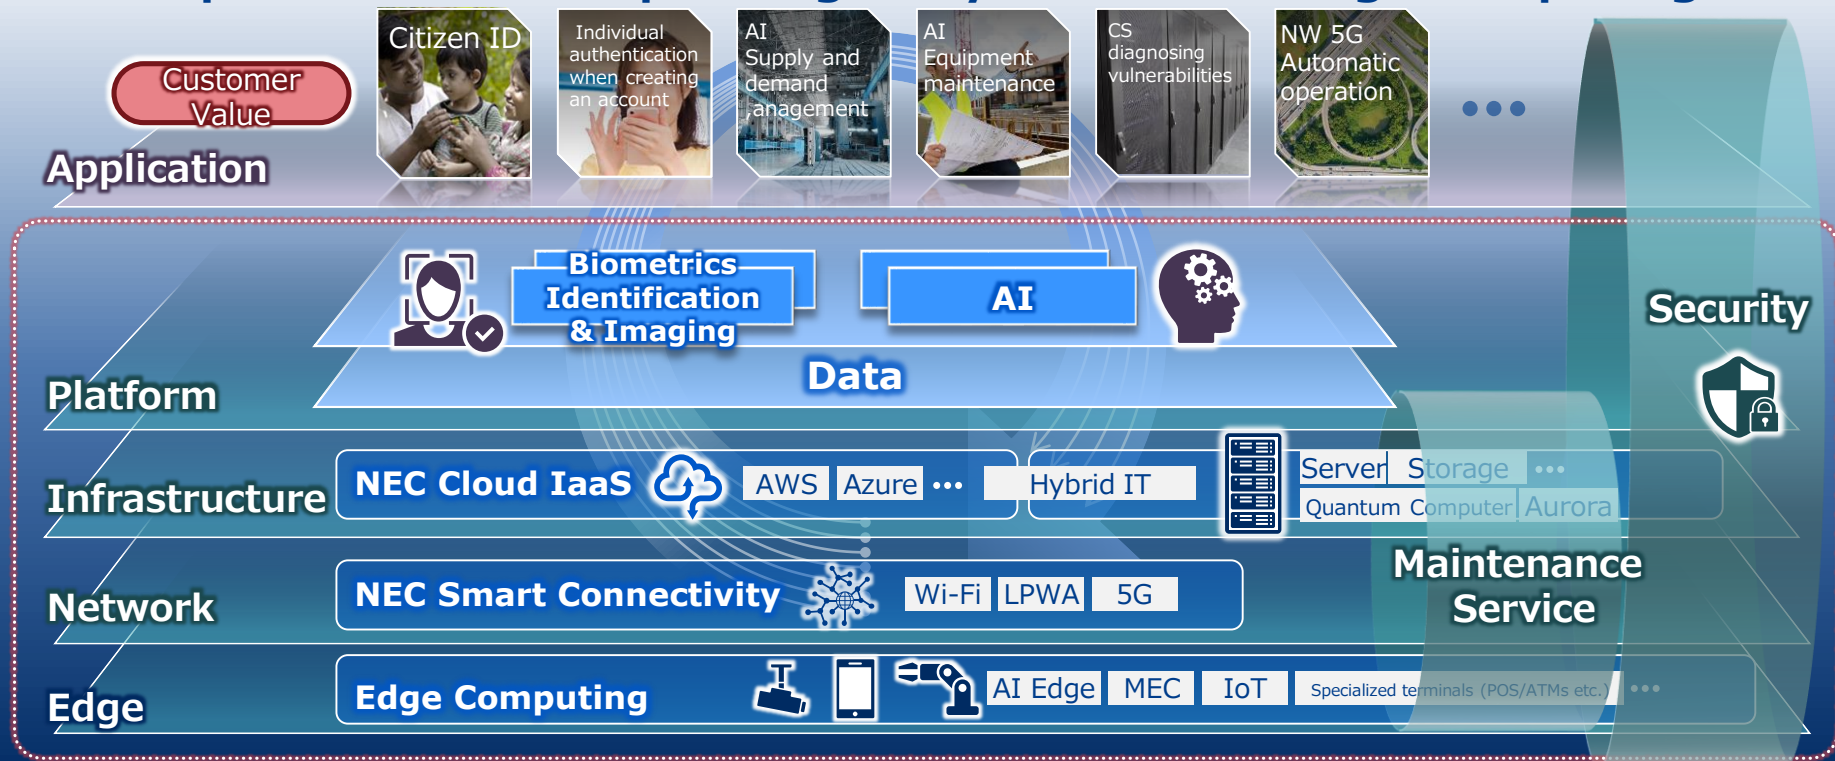 Citizen ID
Individual
authentication
when creating
an account
AI
Supply and
demand
,anagement
AI
Equipment
maintenance
CS
diagnosing
vulnerabilities
NW 5G
Automatic
operation
•••
Customer
Value
Application
Biometrics
Identification
& Imaging
AI
Security
Data
Platform
Infrastructure
NEC Cloud IaaS
AWS
Azure
•••
Hybrid IT
Server
Storage
•••
Quantum Computer
Aurora
Maintenance
Service
Network
NEC Smart Connectivity
Wi-Fi
LPWA
5G
Edge
Edge Computing
AI Edge
MEC
IoT
Specialized terminals (POS/ATMs etc.)
•••